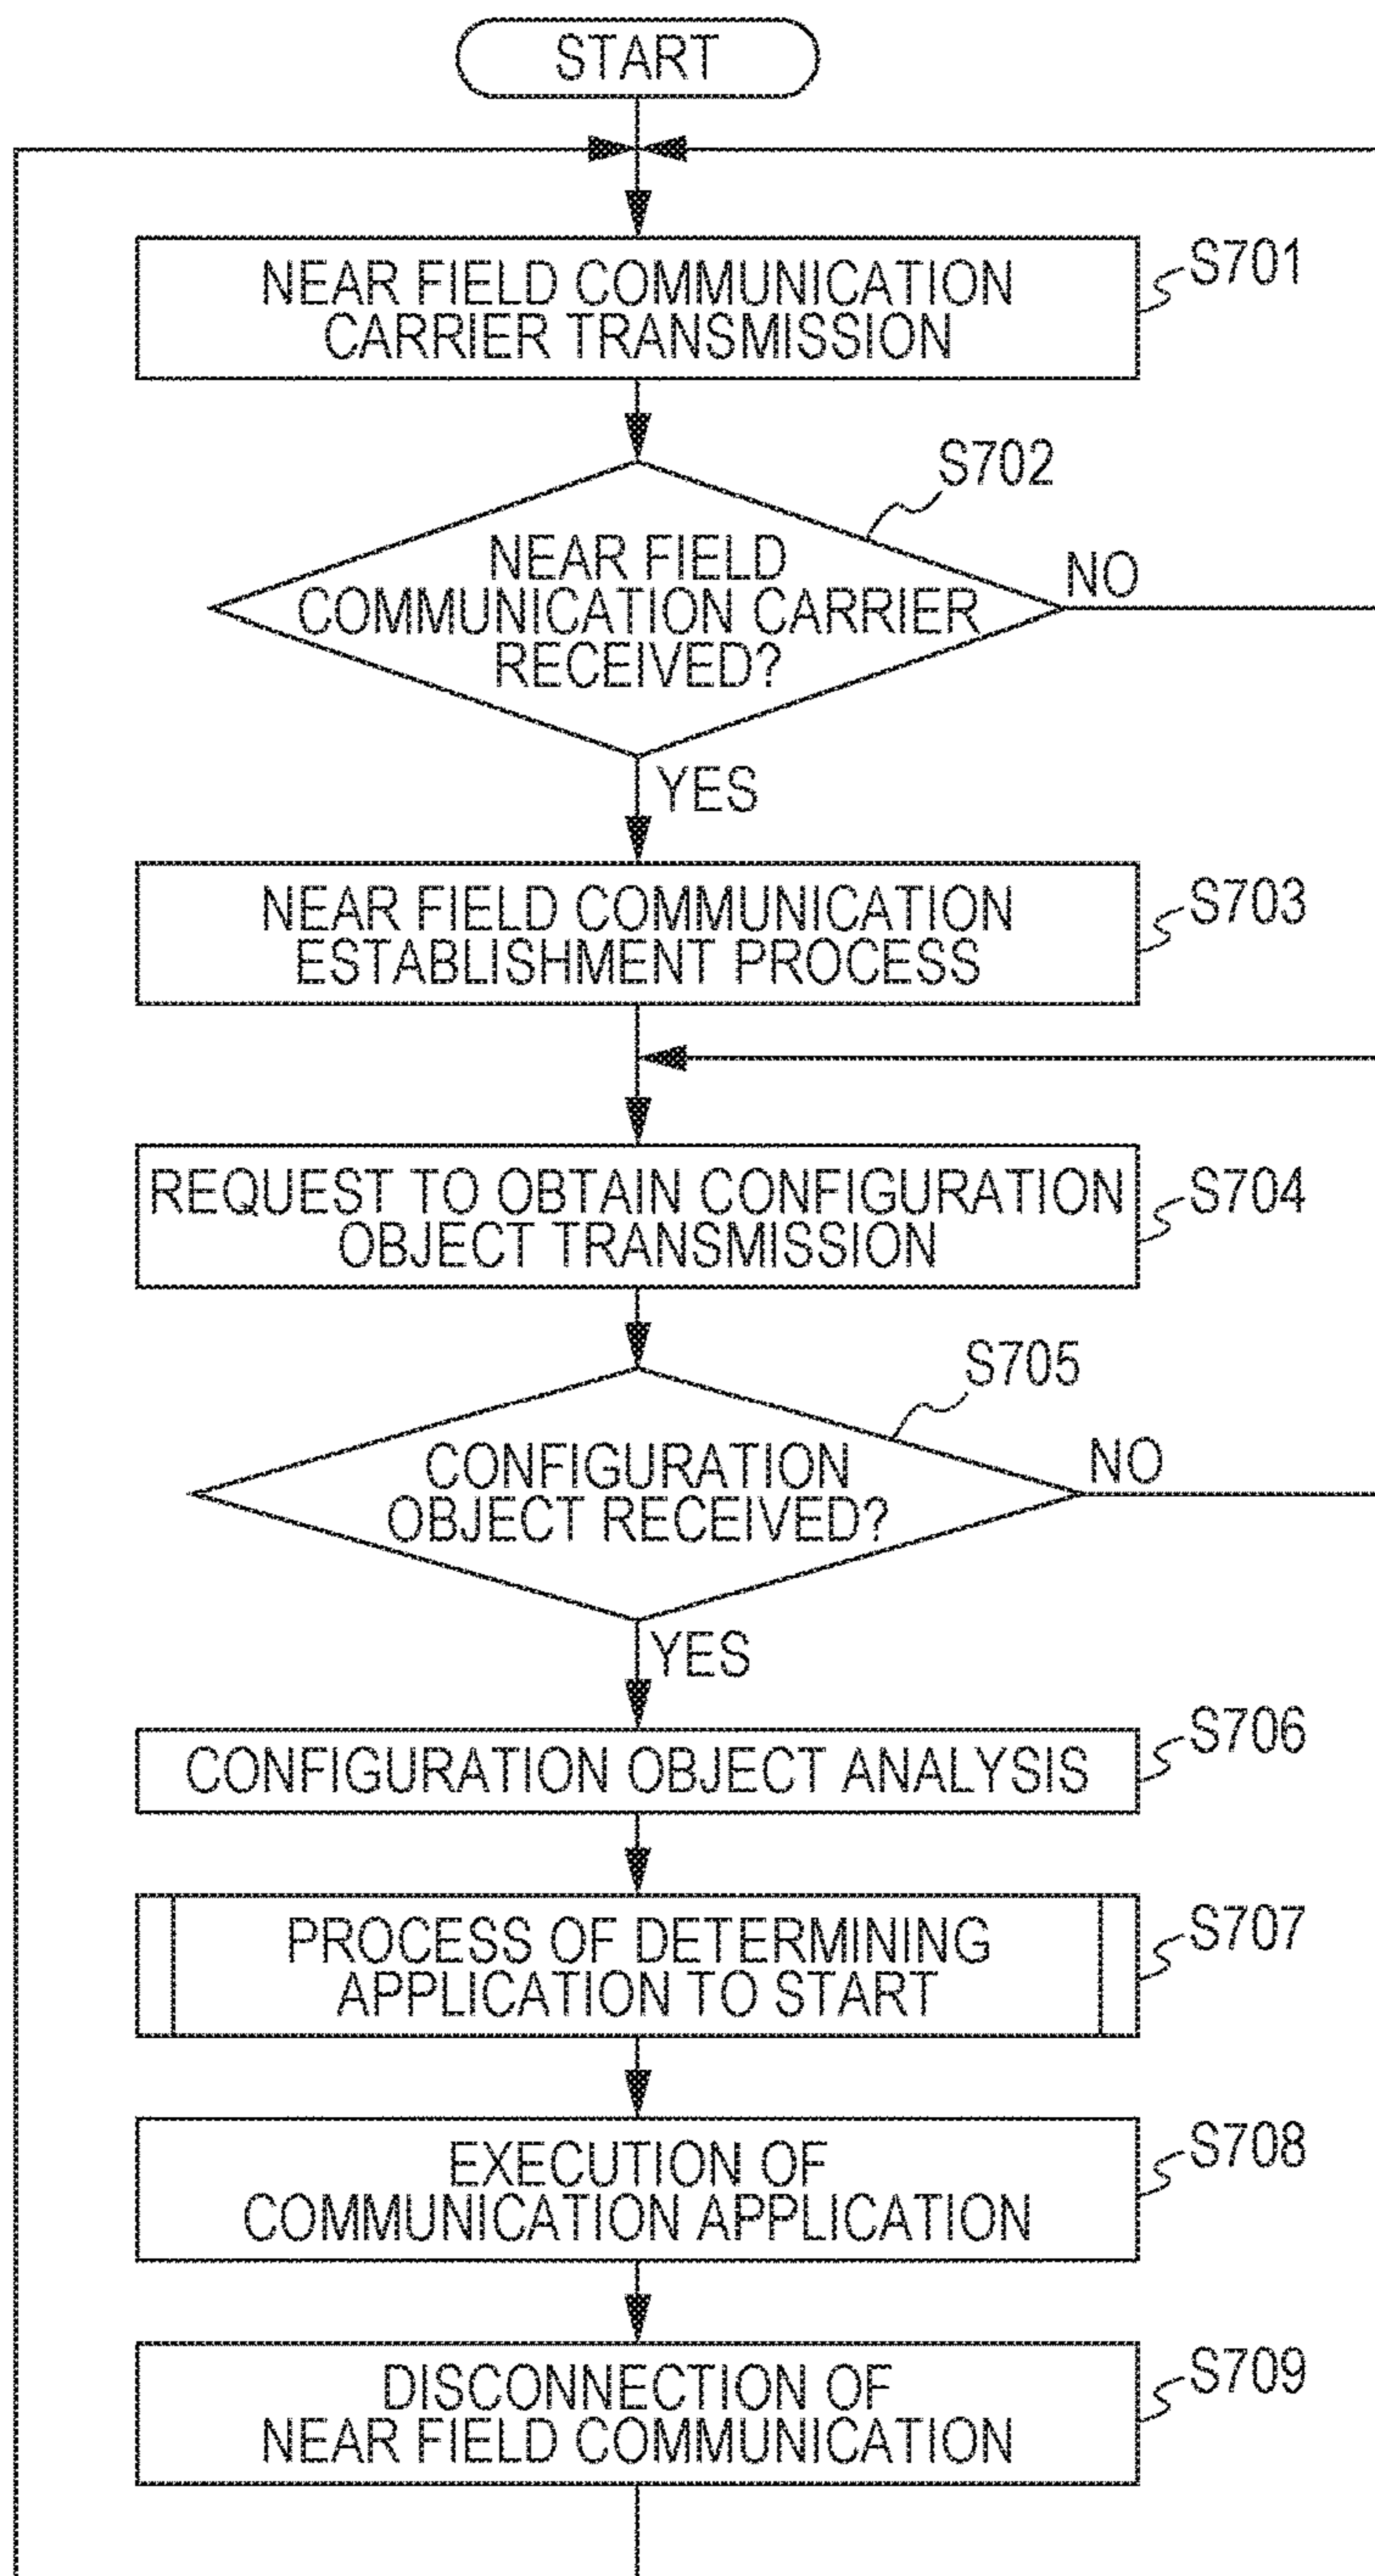 START
NEAR FIELD COMMUNICATION
CARRIER TRANSMISSION
S701
S702
NEAR FIELD
COMMUNICATION CARRIER
RECEIVED?
NO
YES
NEAR FIELD COMMUNICATION
ESTABLISHMENT PROCESS
S703
REQUEST TO OBTAIN CONFIGURATION
OBJECT TRANSMISSION
S704
S705
CONFIGURATION
OBJECT RECEIVED?
NO
YES
CONFIGURATION OBJECT ANALYSIS
S706
PROCESS OF DETERMINING
APPLICATION TO START
S707
EXECUTION OF
COMMUNICATION APPLICATION
S708
DISCONNECTION OF
NEAR FIELD COMMUNICATION
S709